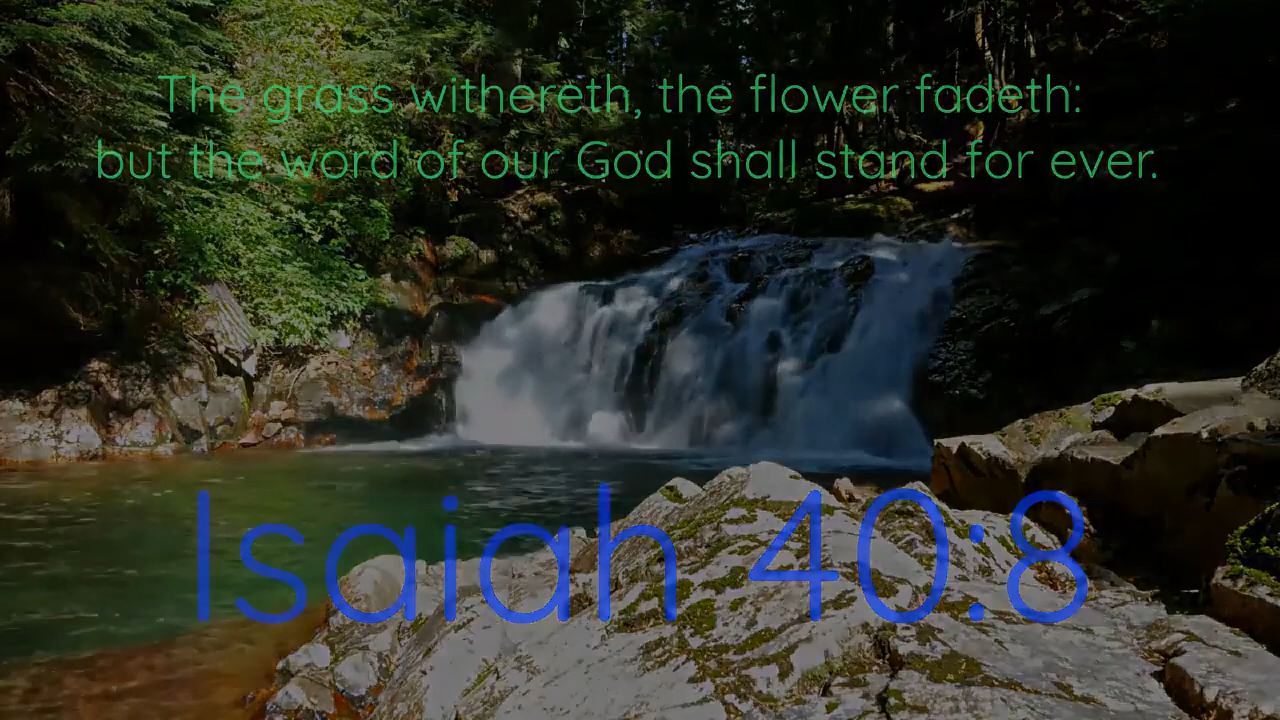 The grass withereth, the flower fadeth:
but the word of our God shall stand for ever.
Isaiah 40:8